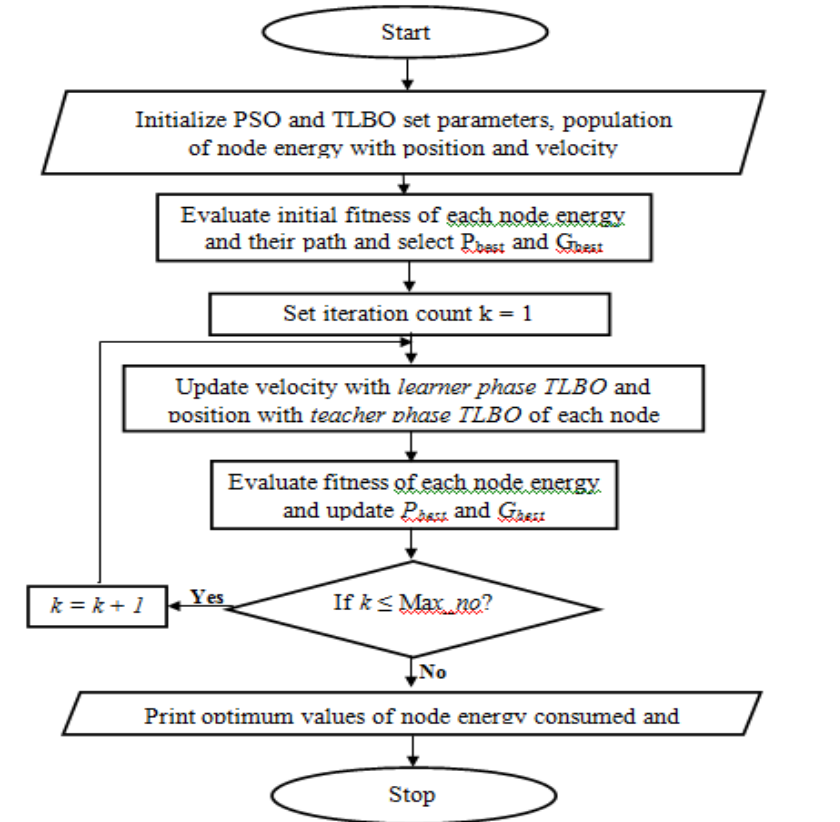 Start
Initialize PSO and TLBO set parameters, population
of node energy with position and velocity
Evaluate initial fitness of each node energy
and their path and select Pbest and Gbest
Set iteration count k = 1
Update velocity with learner phase TLBO and
position with teacher phase TLBO of each node
Evaluate fitness of each node energy
and update Pbest and Gbest
If k ≤ Max_no?
Yes
k = k + 1
No
Print optimum values of node energy consumed and
Stop